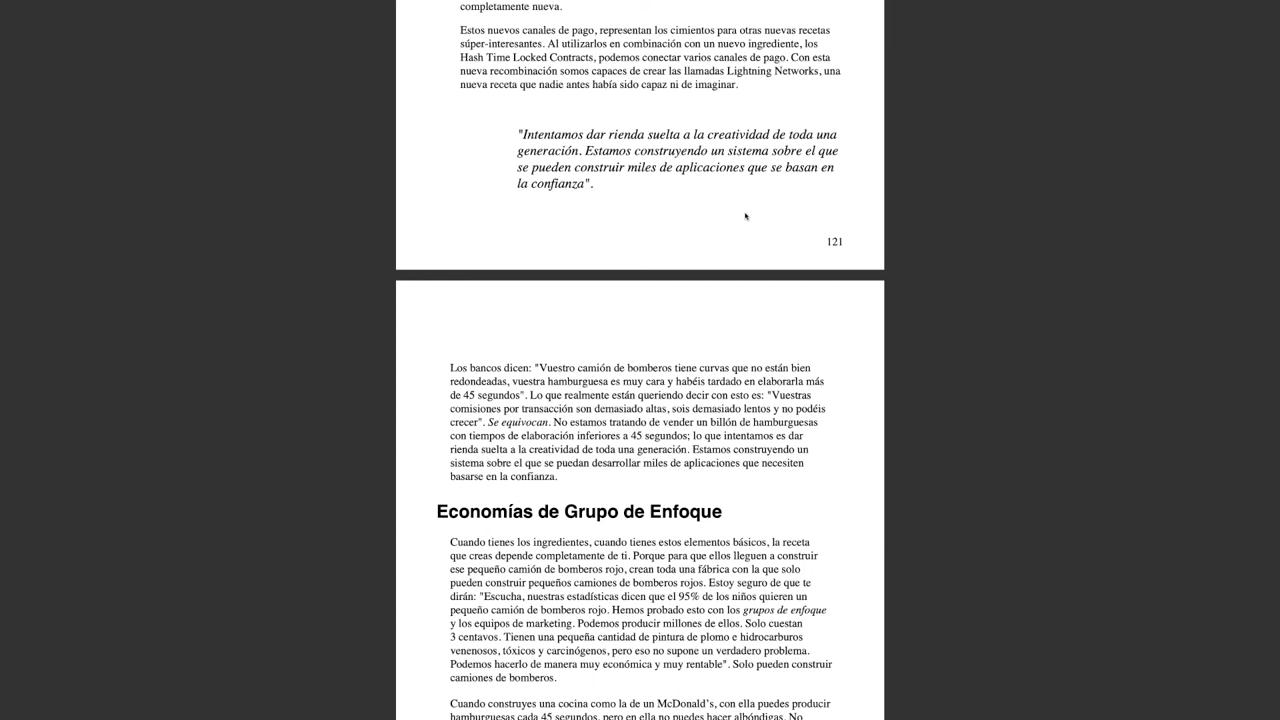 completamente nueva.
Estos nuevos canales de pago, representan los cimientos para otras nuevas recetas
súper-interesantes. Al utilizarlos en combinación con un nuevo ingrediente, los
Hash Time Locked Contracts, podemos conectar varios canales de pago. Con esta
nueva recombinación somos capaces de crear las llamadas Lightning Networks, una
nueva receta que nadie antes había sido capaz ni de imaginar.
"Intentamos dar rienda suelta a la creatividad de toda una
generación. Estamos construyendo un sistema sobre el que
se pueden construir miles de aplicaciones que se basan en
la confianza".
121
Los bancos dicen: "Vuestro camión de bomberos tiene curvas que no están bien
redondeadas, vuestra hamburguesa es muy cara y habéis tardado en elaborarla más
de 45 segundos". Lo que realmente están queriendo decir con esto es: "Vuestras
comisiones por transacción son demasiado altas, sois demasiado lentos y no podéis
crecer". Se equivocan. No estamos tratando de vender un billón de hamburguesas
con tiempos de elaboración inferiores a 45 segundos; lo que intentamos es dar
rienda suelta a la creatividad de toda una generación. Estamos construyendo un
sistema sobre el que se puedan desarrollar miles de aplicaciones que necesiten
basarse en la confianza.
Economías de Grupo de Enfoque
Cuando tienes los ingredientes, cuando tienes estos elementos básicos, la receta
que creas depende completamente de ti. Porque para que ellos lleguen a construir
ese pequeño camión de bomberos rojo, crean toda una fábrica con la que solo
pueden construir pequeños camiones de bomberos rojos. Estoy seguro de que te
dirán: "Escucha, nuestras estadísticas dicen que el 95% de los niños quieren un
pequeño camión de bomberos rojo. Hemos probado esto con los grupos de enfoque
y los equipos de marketing. Podemos producir millones de ellos. Solo cuestan
3 centavos. Tienen una pequeña cantidad de pintura de plomo e hidrocarburos
venenosos, tóxicos y carcinógenos, pero eso no supone un verdadero problema.
Podemos hacerlo de manera muy económica y muy rentable". Solo pueden construir
camiones de bomberos.
Cuando construyes una cocina como la de un McDonald's, con ella puedes producir
hamburguesas cada 45 segundos, pero en ella no puedes hacer albóndigas. No